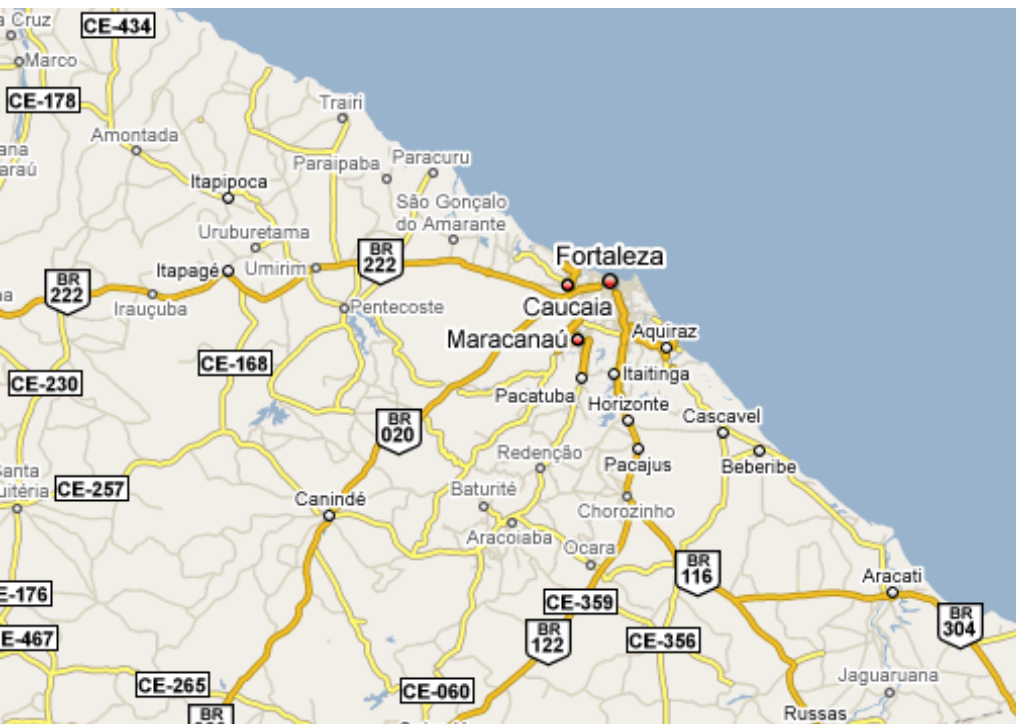 Cruz
CE-434
Marco
CE-178
Trairi
Amontada
Paraipaba
Paracuru
Itapipoca
São Gonçalo
do Amarante
Uruburetama
BR
222
Fortaleza
Itapagé
Umirim
BR
222
Irauçuba
Pentecoste
Caucaia
Maracanaú
Aquiraz
CE-168
Itaitinga
CE-230
Pacatuba
Horizonte
Cascavel
BR
020
Redenção
Pacajus
Beberibe
CE-257
Baturité
Canindé
Chorozinho
Aracoiaba
Ocara
BR
116
Aracati
CE-359
BR
304
BR
122
CE-356
CE-265
CE-060
Jaguaruana
BR
Russas